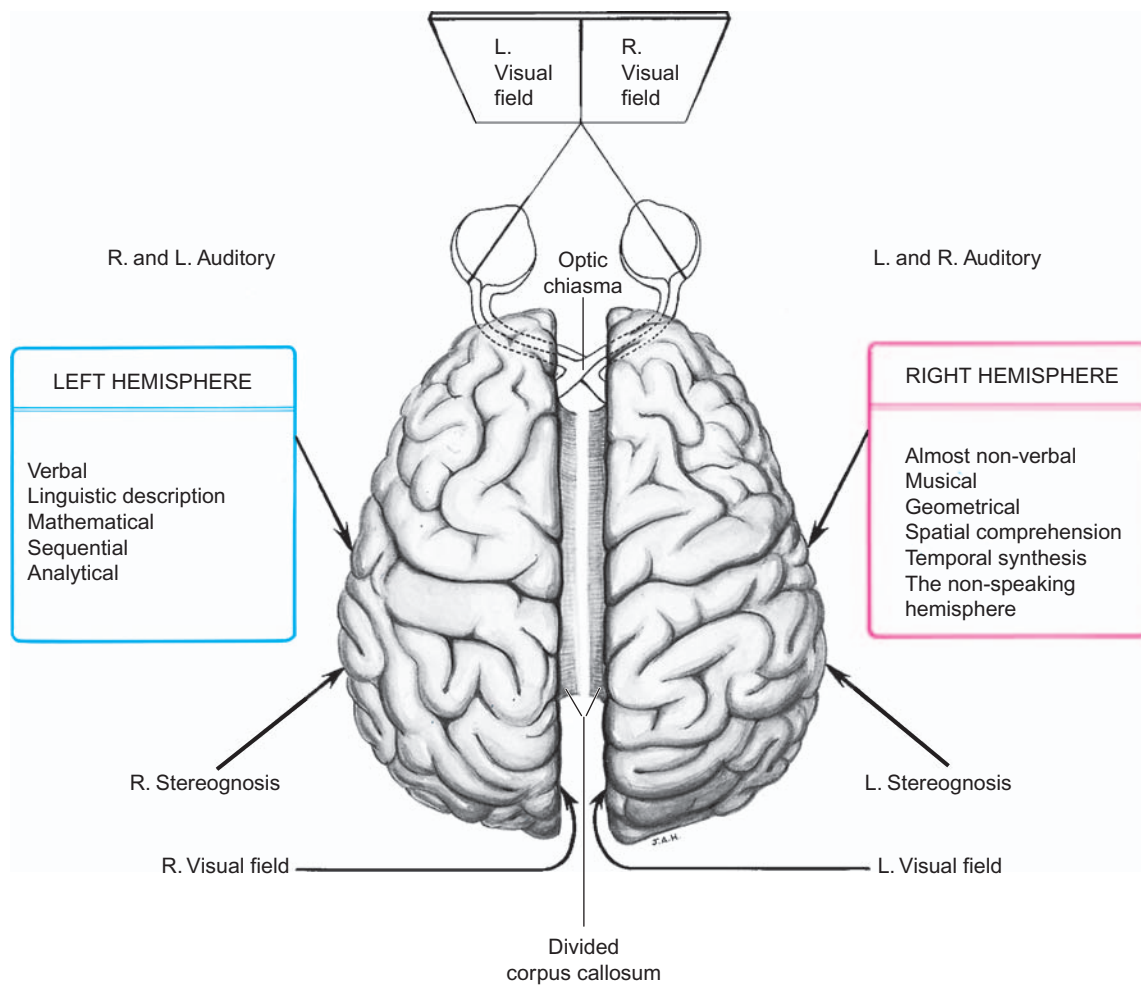 L.
Visual
field
R.
Visual
field
R. and L. Auditory
Optic
chiasma
L. and R. Auditory
LEFT HEMISPHERE
Verbal
Linguistic description
Mathematical
Sequential
Analytical
RIGHT HEMISPHERE
Almost non-verbal
Musical
Geometrical
Spatial comprehension
Temporal synthesis
The non-speaking
hemisphere
R. Stereognosis
L. Stereognosis
J.A.H.
R. Visual field
L. Visual field
Divided
corpus callosum